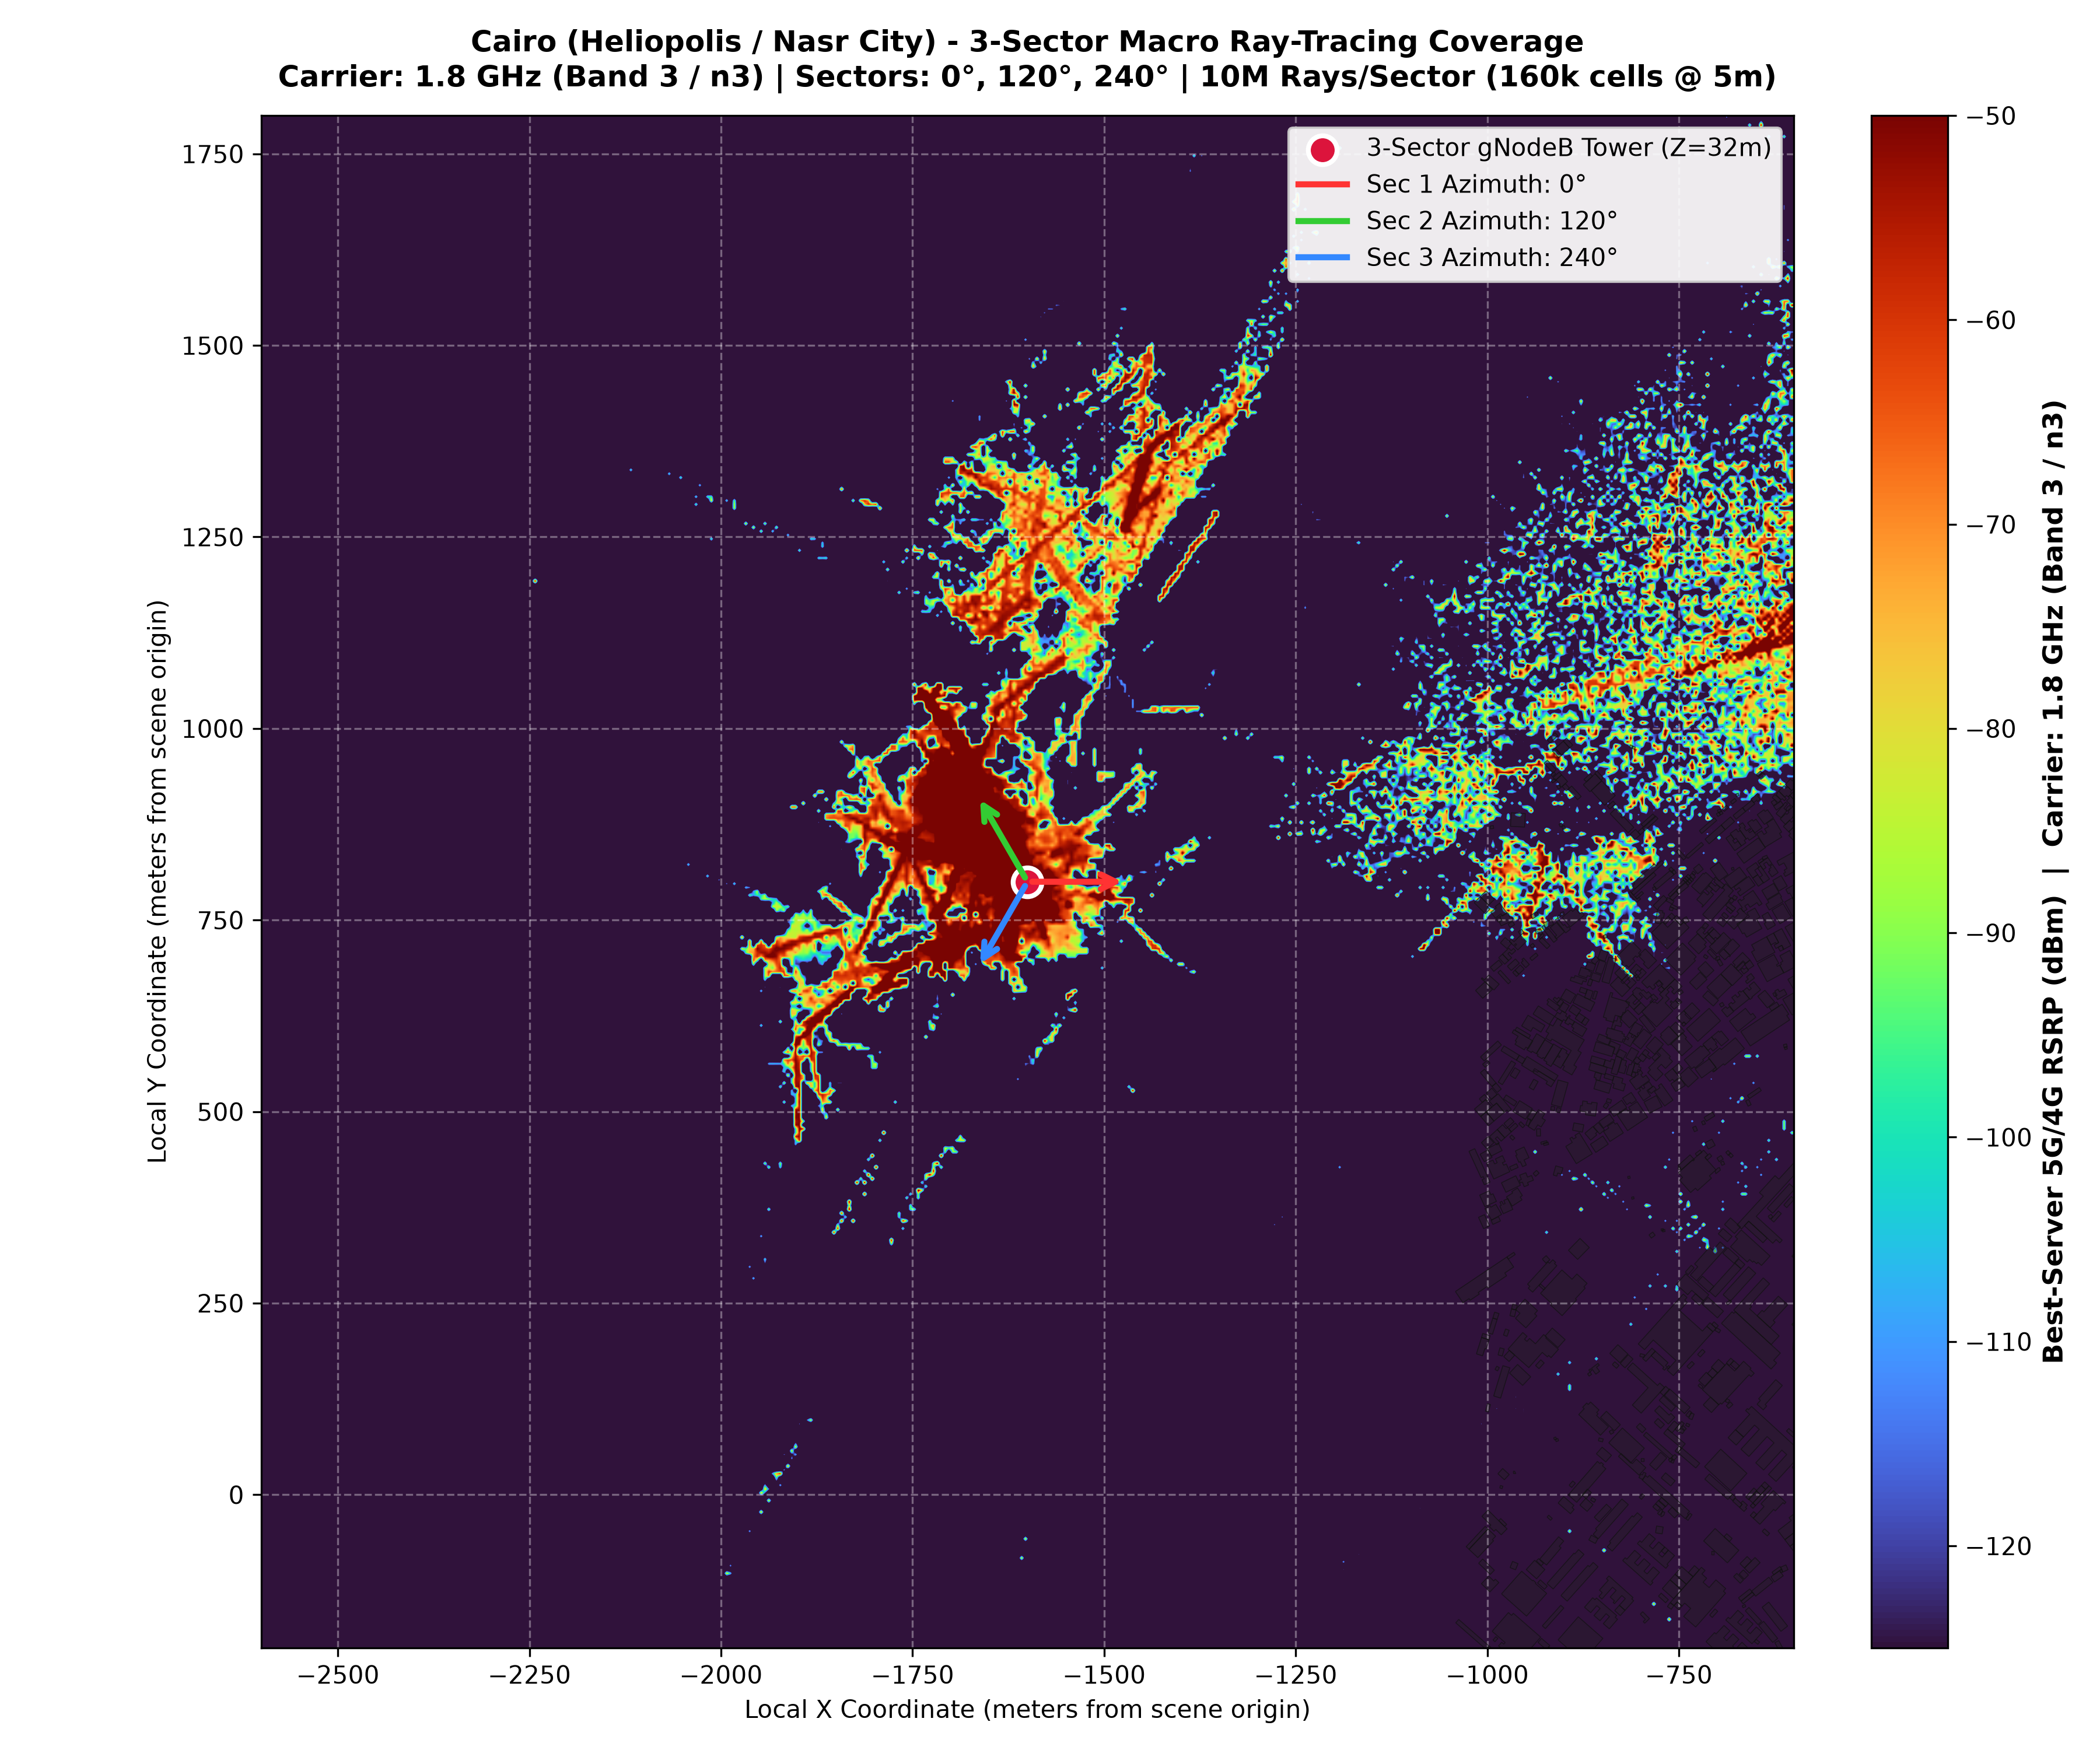 Cairo (Heliopolis / Nasr City) - 3-Sector Macro Ray-Tracing Coverage
Carrier: 1.8 GHz (Band 3 / n3) | Sectors: 0°, 120°, 240° | 10M Rays/Sector (160k cells @ 5m)
3-Sector gNodeB Tower (Z=32m)
Sec 1 Azimuth: 0°
Sec 2 Azimuth: 120°
Sec 3 Azimuth: 240°
Local Y Coordinate (meters from scene origin)
1750
1500
1250
1000
750
500
250
0
−2500
−2250
−2000
−1750
−1500
−1250
−1000
−750
Local X Coordinate (meters from scene origin)
−50
−60
−70
−80
−90
−100
−110
−120
Best-Server 5G/4G RSRP (dBm) | Carrier: 1.8 GHz (Band 3 / n3)